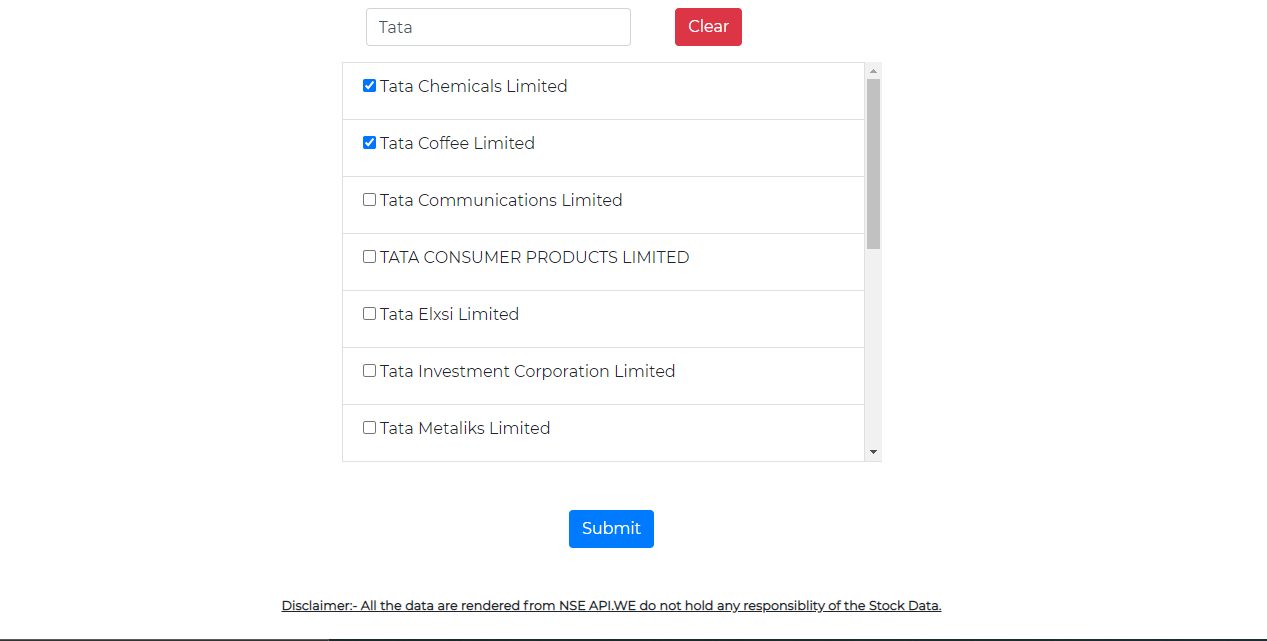 Tata Clear
Tata Chemicals Limited
Tata Coffee Limited
Tata Communications Limited
TATA CONSUMER PRODUCTS LIMITED
Tata Elxsi Limited
Tata Investment Corporation Limited
Tata Metaliks Limited
Submit
Disclaimer:- All the data are rendered from NSE API.WE do not hold any responsiblity of the Stock Data.